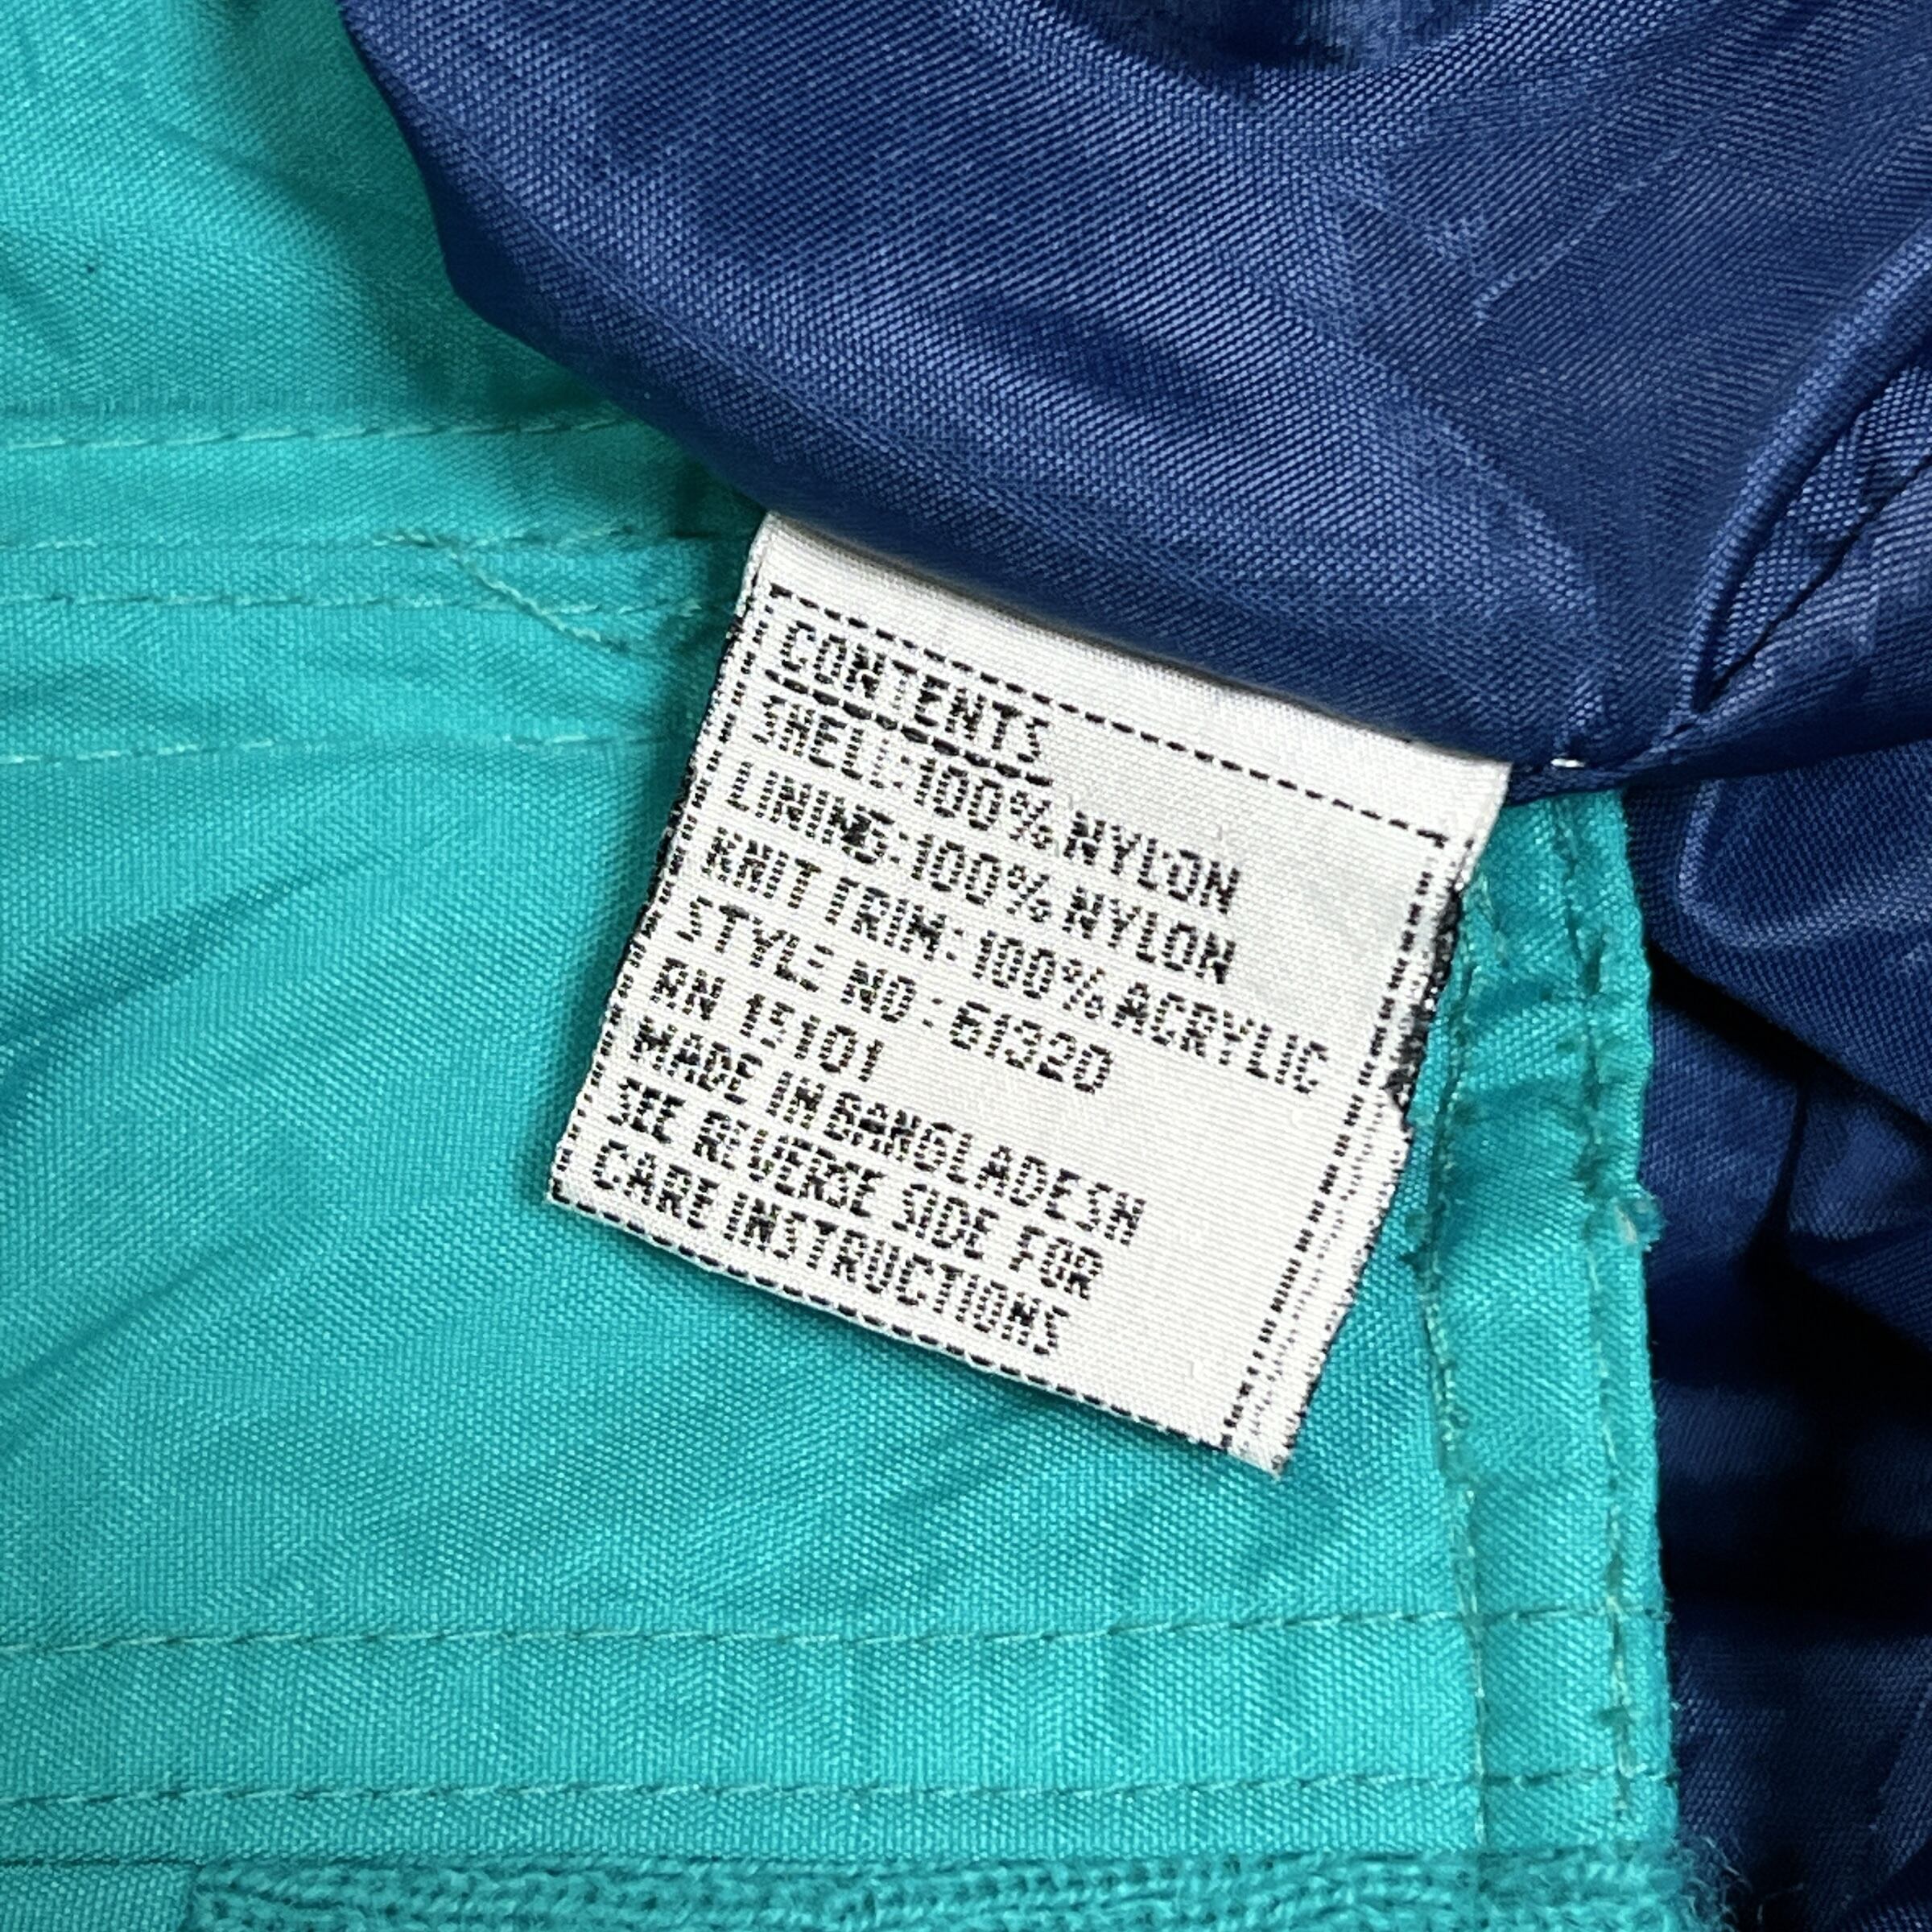 CONTENTS
SHELL:100% NYLON
LINING:100% NYLON
KNIT TRIM:100% ACRYLIC
STYLE NO:61320
RN 15101
MADE IN BANGLADESH
SEE REVERSE SIDE FOR
CARE INSTRUCTIONS